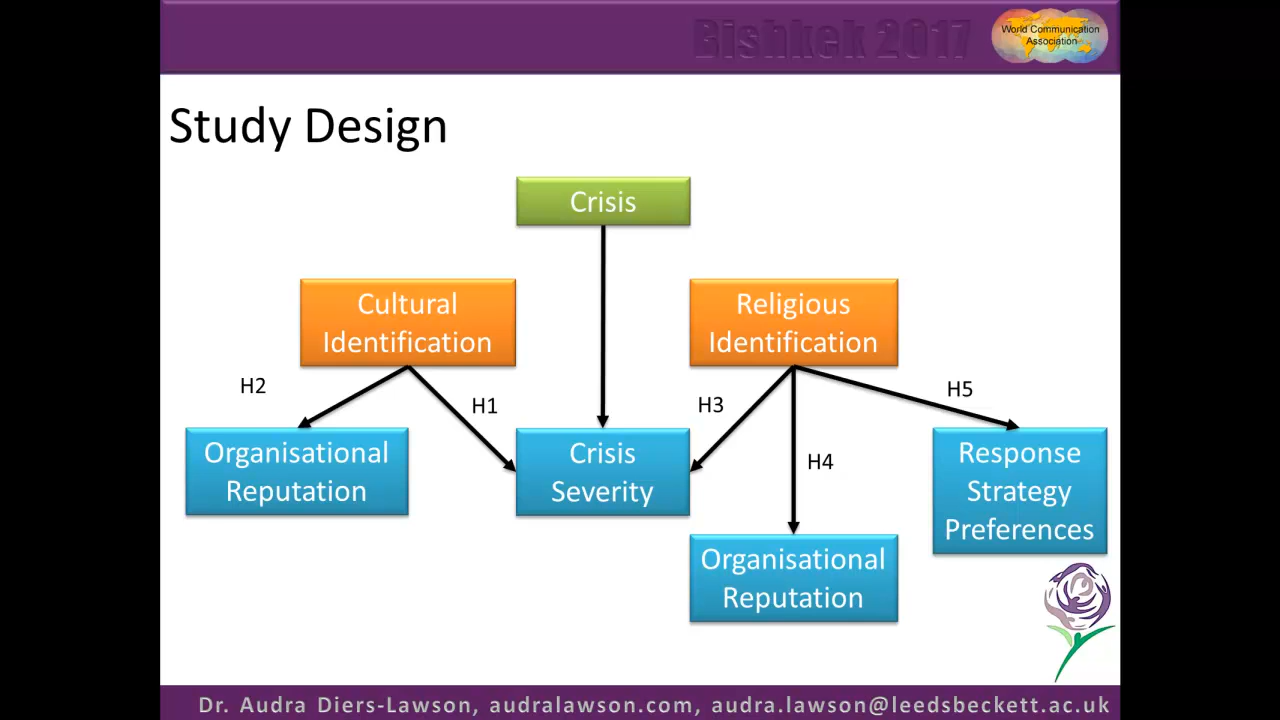 Bishkek 2017
World Communication
Association
Study Design
Crisis
Cultural
Identification
Religious
Identification
H2
H1
H3
H4
H5
Organisational
Reputation
Crisis
Severity
Response
Strategy
Preferences
Organisational
Reputation
Dr. Audra Diers-Lawson, audralawson.com, audra.lawson@leedsbeckett.ac.uk